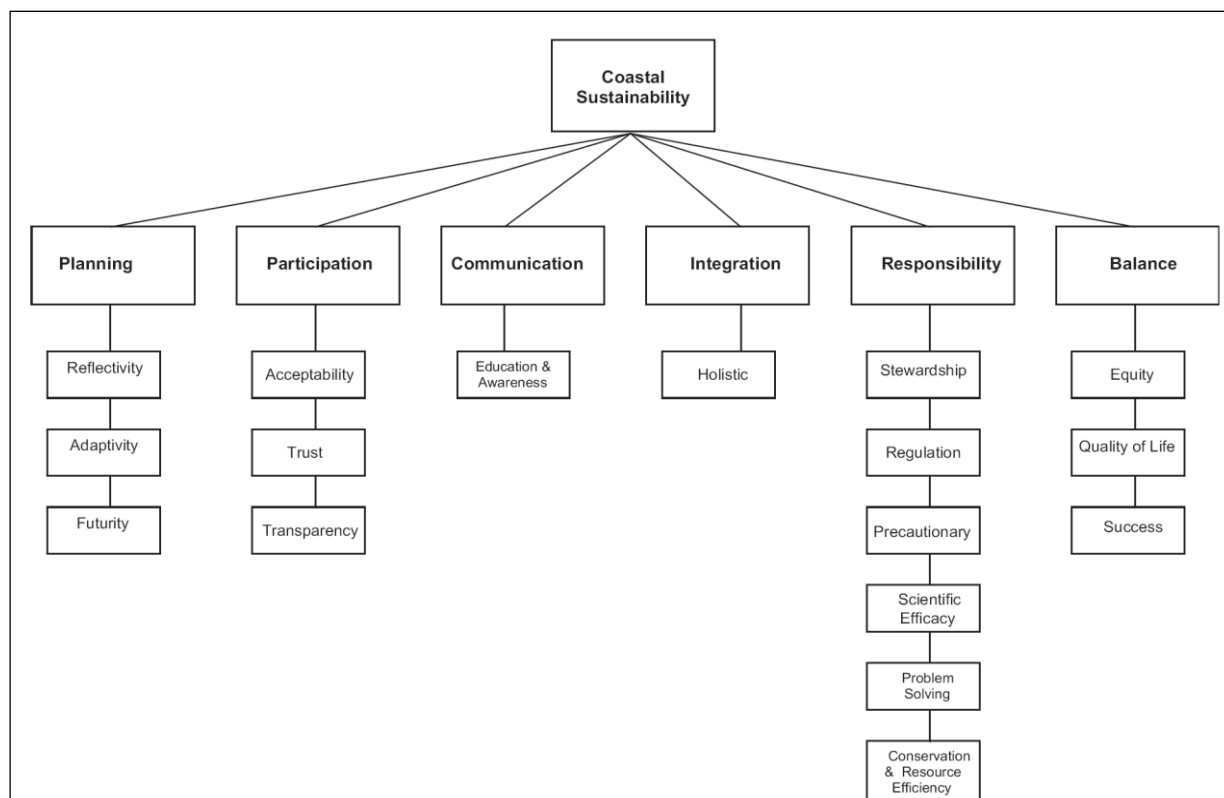 Coastal
Sustainability
Planning
Participation
Communication
Integration
Responsibility
Balance
Reflectivity
Acceptability
Education &
Awareness
Holistic
Stewardship
Equity
Adaptivity
Trust
Regulation
Quality of Life
Futurity
Transparency
Precautionary
Success
Scientific
Efficacy
Problem
Solving
Conservation
& Resource
Efficiency